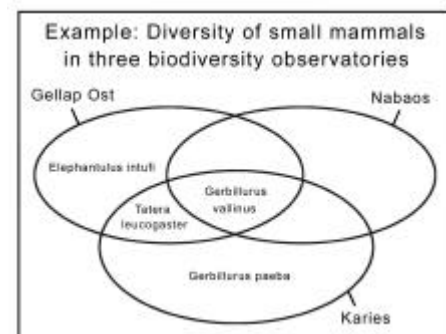 Example: Diversity of small mammals
in three biodiversity observatories
Gellap Ost
Nabaos
Elephantulus intufi
Gerbillurus
vallinus
Tatera
leucogaster
Gerbillurus paeba
Karies